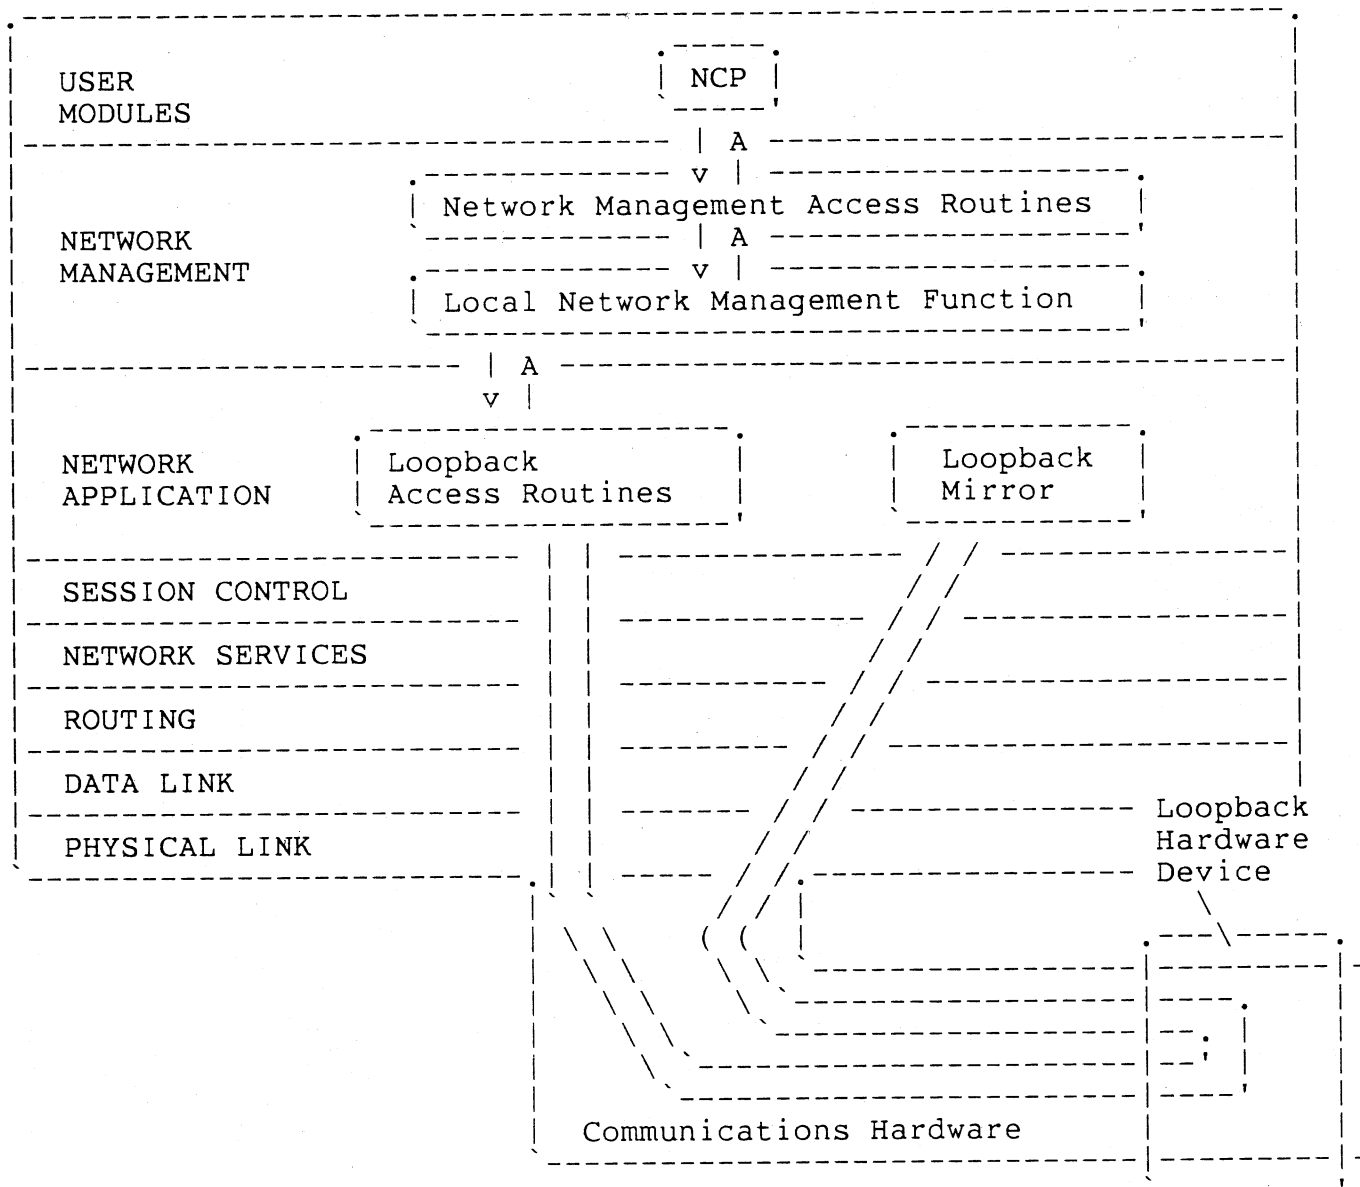 NCP
USER
MODULES
Network Management Access Routines
NETWORK
MANAGEMENT
Local Network Management Function
NETWORK
APPLICATION
Loopback
Access Routines
Loopback
Mirror
SESSION CONTROL
NETWORK SERVICES
ROUTING
DATA LINK
PHYSICAL LINK
Loopback
Hardware
Device
Communications Hardware